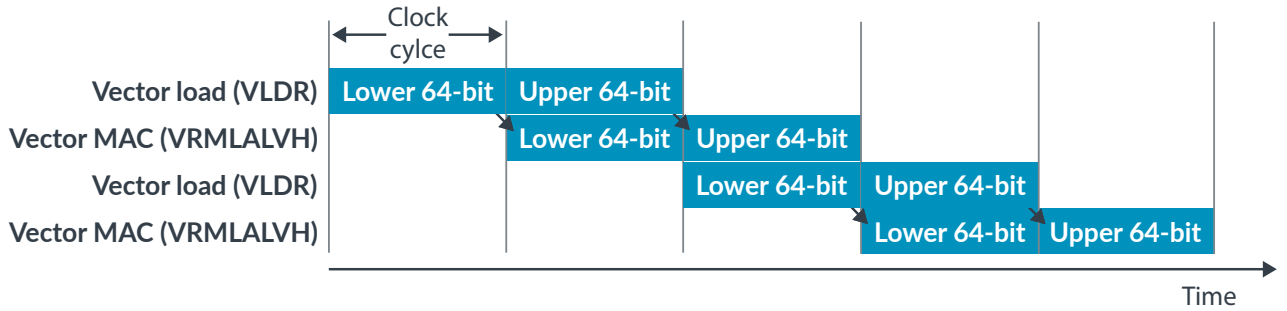 Clock
cylce
Vector load (VLDR) Lower 64-bit Upper 64-bit
Vector MAC (VRMLALVH) Lower 64-bit Upper 64-bit
Vector load (VLDR) Lower 64-bit Upper 64-bit
Vector MAC (VRMLALVH) Lower 64-bit Upper 64-bit
Time